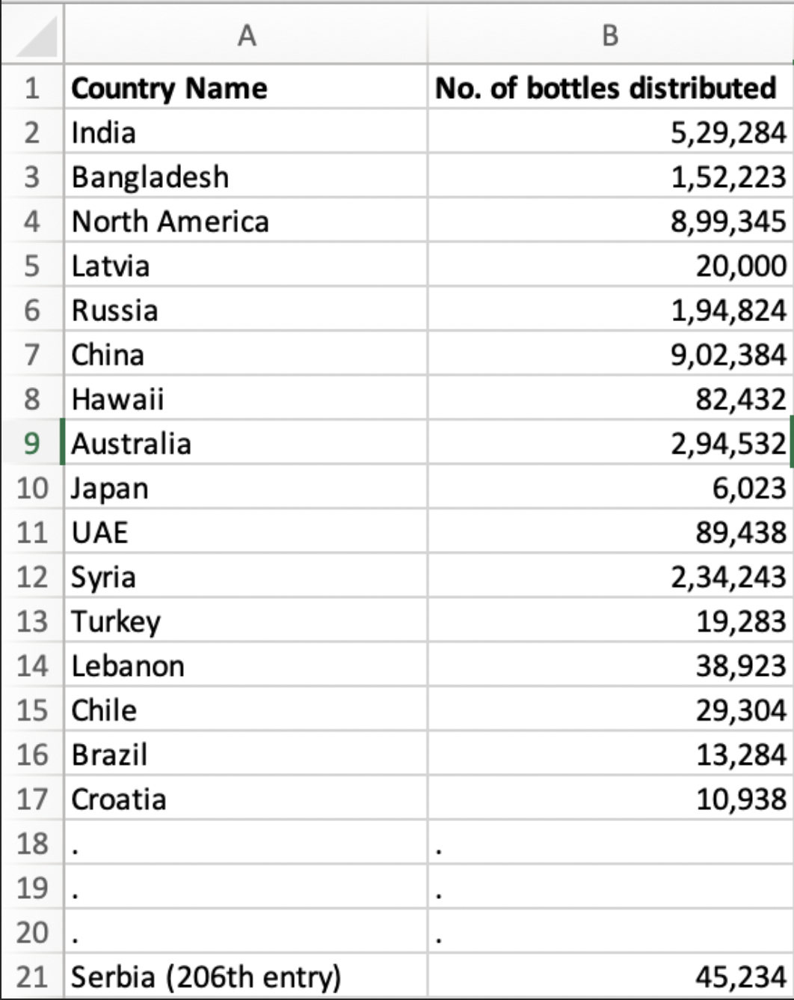 A B
1 Country Name No. of bottles distributed
2 India 5,29,284
3 Bangladesh 1,52,223
4 North America 8,99,345
5 Latvia 20,000
6 Russia 1,94,824
7 China 9,02,384
8 Hawaii 82,432
9 Australia 2,94,532
10 Japan 6,023
11 UAE 89,438
12 Syria 2,34,243
13 Turkey 19,283
14 Lebanon 38,923
15 Chile 29,304
16 Brazil 13,284
17 Croatia 10,938
18 . .
19 . .
20 . .
21 Serbia (206th entry) 45,234